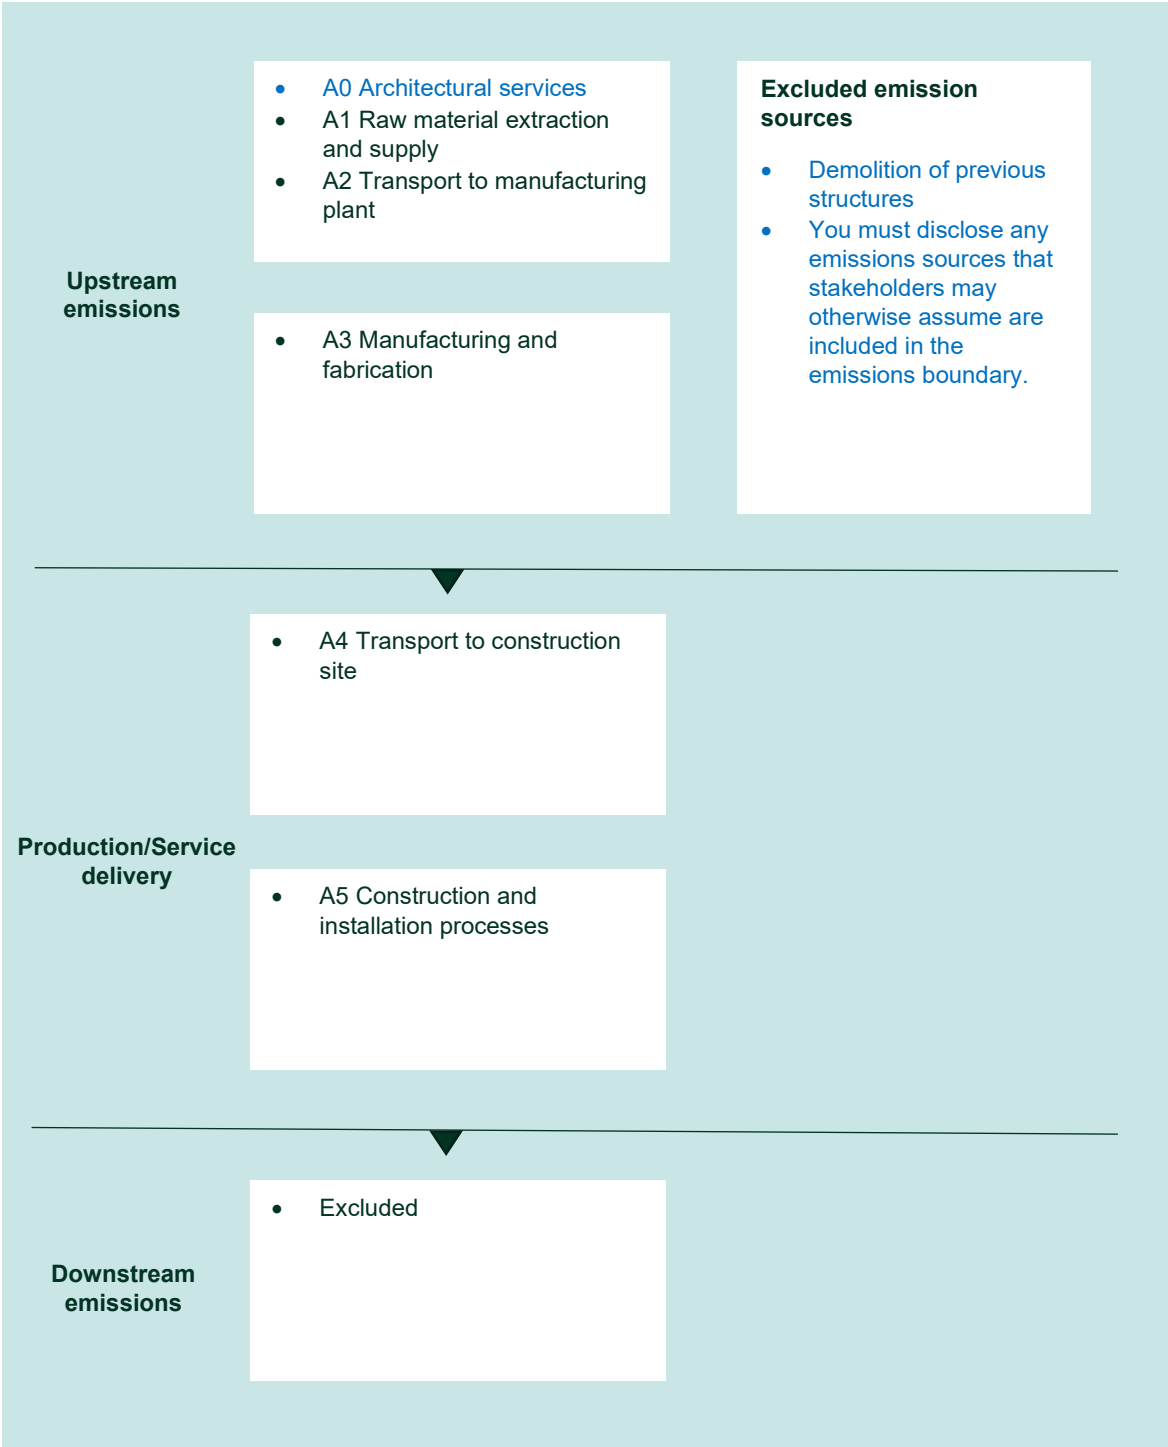 • A0 Architectural services
• A1 Raw material extraction
and supply
• A2 Transport to manufacturing
plant
Excluded emission
sources
• Demolition of previous
structures
• You must disclose any
emissions sources that
stakeholders may
otherwise assume are
included in the
emissions boundary.
Upstream
emissions
• A3 Manufacturing and
fabrication
• A4 Transport to construction
site
Production/Service
delivery
• A5 Construction and
installation processes
• Excluded
Downstream
emissions